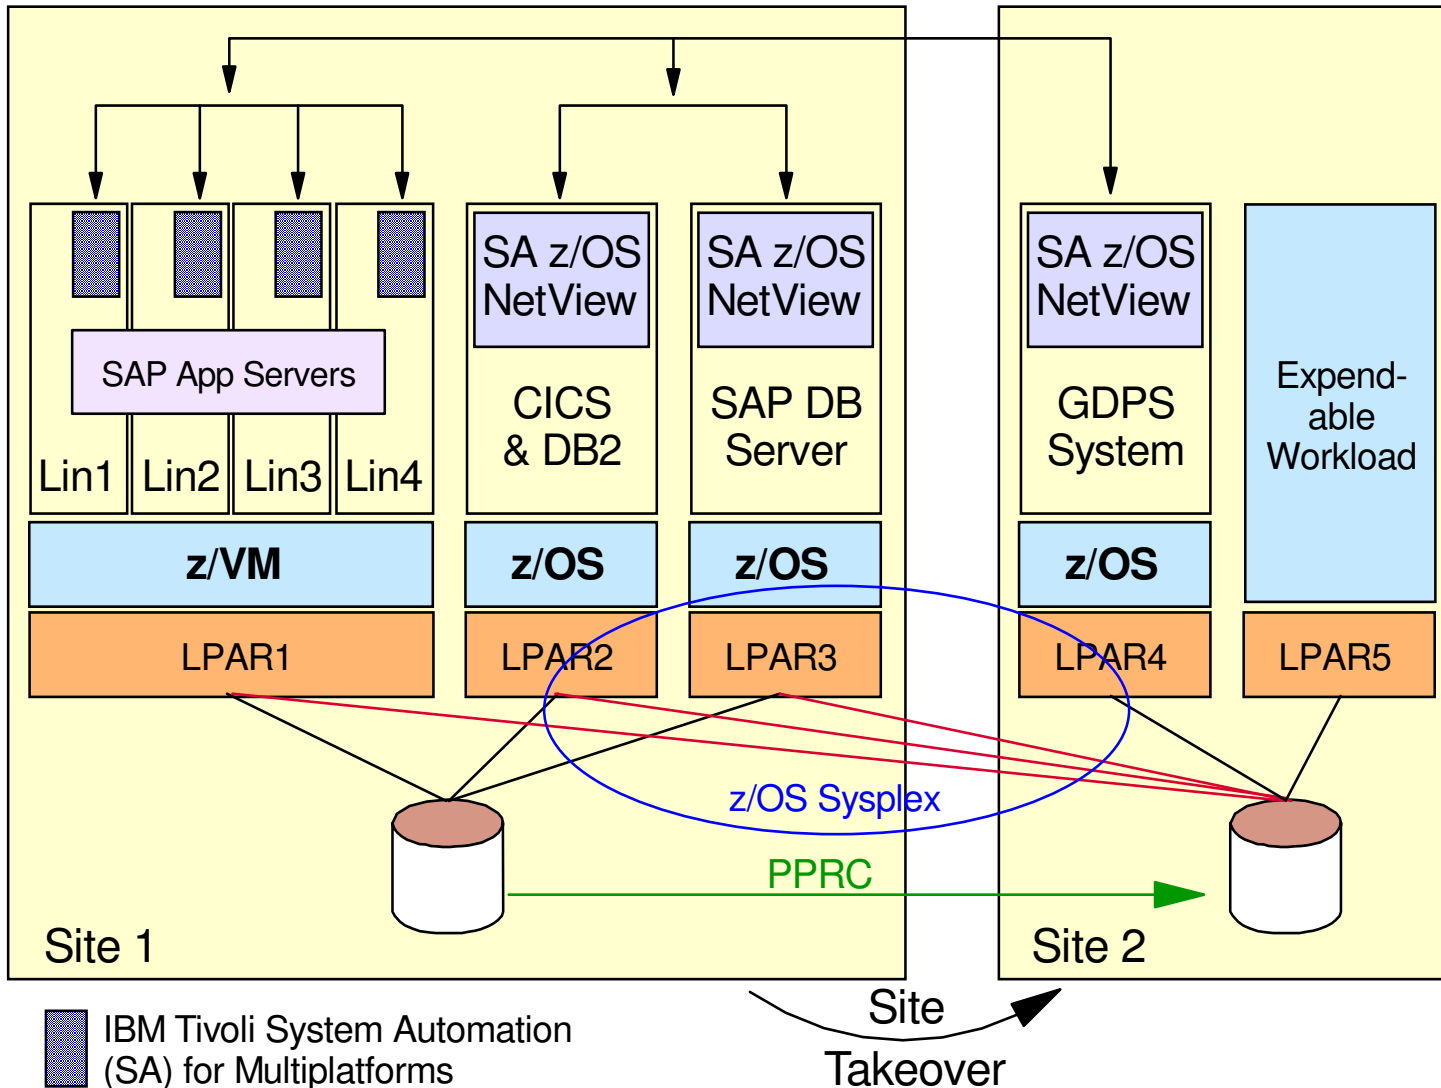 SA z/OS
NetView
SA z/OS
NetView
SA z/OS
NetView
SAP App Servers
CICS
& DB2
SAP DB
Server
GDPS
System
Expend-
able
Workload
Lin1
Lin2
Lin3
Lin4
z/VM
z/OS
z/OS
z/OS
LPAR1
LPAR2
LPAR3
LPAR4
LPAR5
z/OS Sysplex
PPRC
Site 1
Site 2
Site
Takeover
IBM Tivoli System Automation
(SA) for Multiplatforms